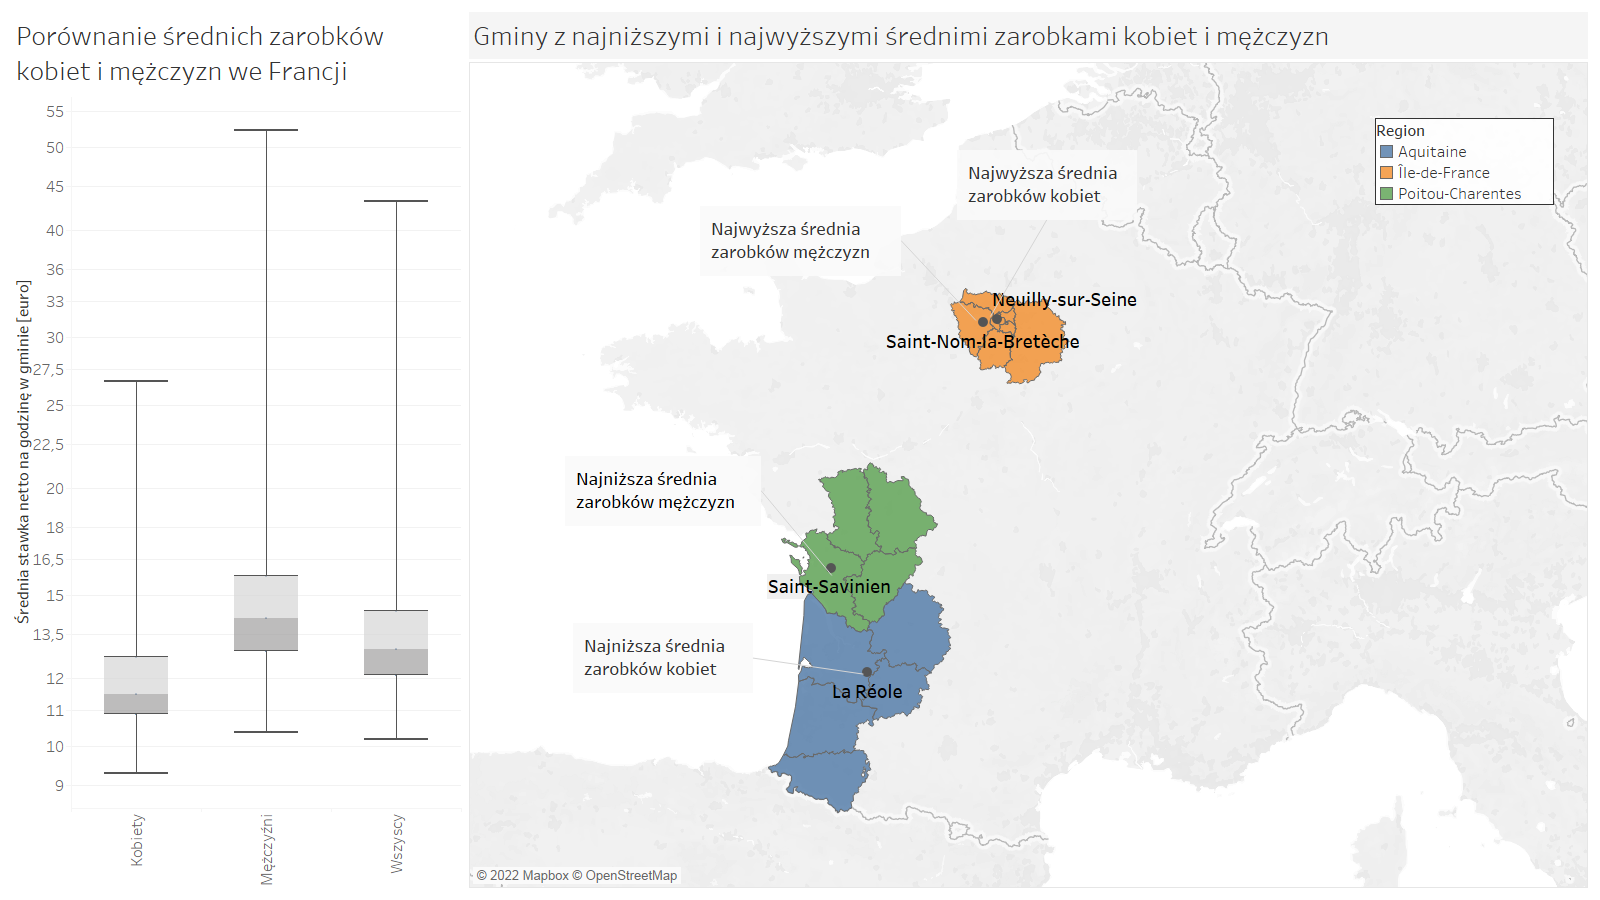 Porównanie średnich zarobków
kobiet i mężczyzn we Francji
Średnia stawka netto na godzinę w gminie [euro]
55
50
45
40
36
33
30
27,5
25
22,5
20
18
16,5
15
13,5
12
11
10
9
Kobiety
Mężczyźni
Wszyscy
Gminy z najniższymi i najwyższymi średnimi zarobkami kobiet i mężczyzn
Region
Aquitaine
Île-de-France
Poitou-Charentes
Najwyższa średnia
zarobków kobiet
Najwyższa średnia
zarobków mężczyzn
Neuilly-sur-Seine
Saint-Nom-la-Bretèche
Najniższa średnia
zarobków mężczyzn
Saint-Savinien
Najniższa średnia
zarobków kobiet
La Réole
© 2022 Mapbox © OpenStreetMap